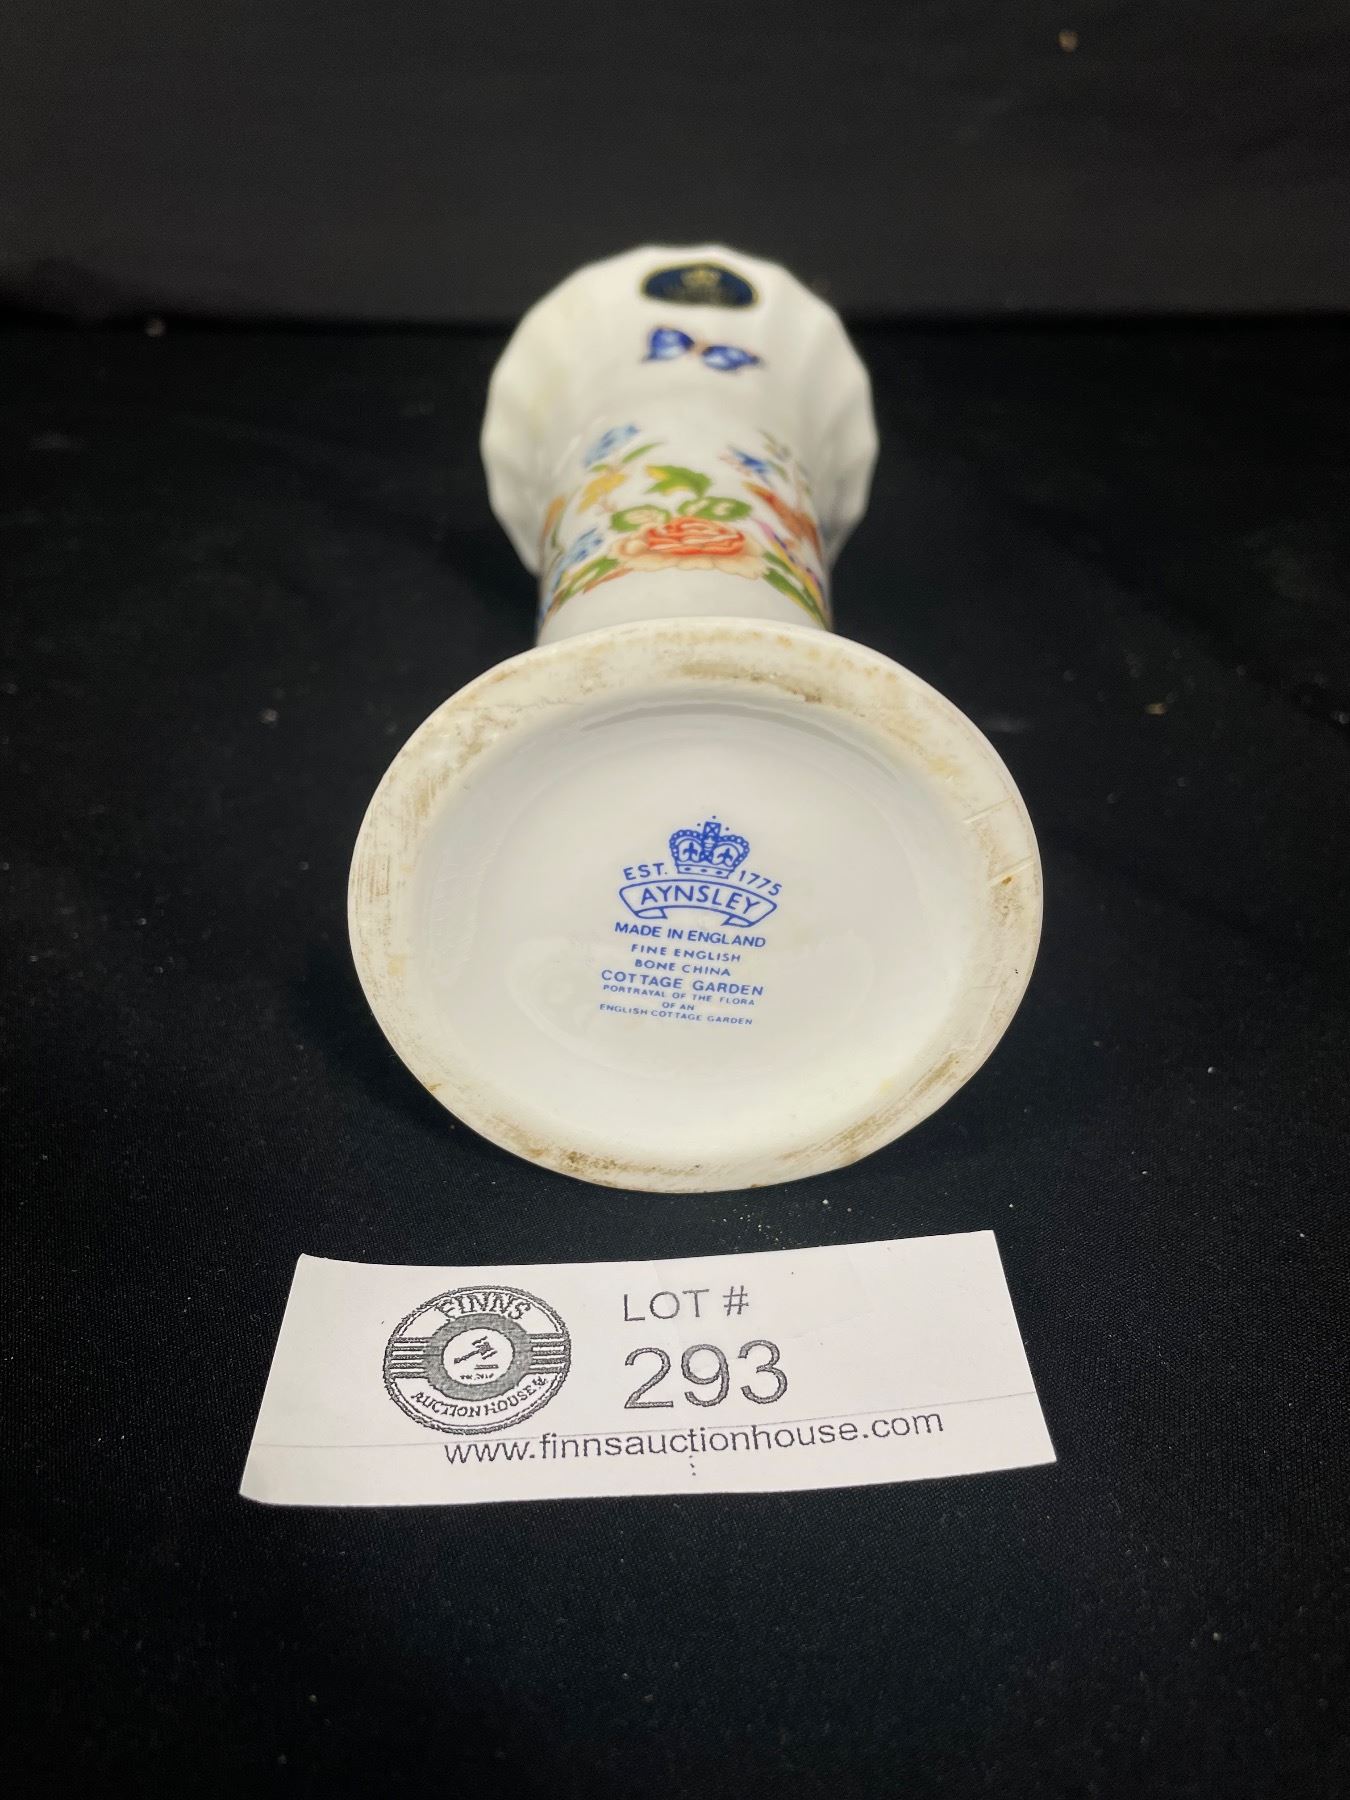 EST. 1775
AYNSLEY
MADE IN ENGLAND
FINE ENGLISH
BONE CHINA
COTTAGE GARDEN
PORTRAYAL OF THE FLORA
OF AN
ENGLISH COTTAGE GARDEN
FINNS
AUCTION HOUSE
LOT #
293
www.finnsauctionhouse.com